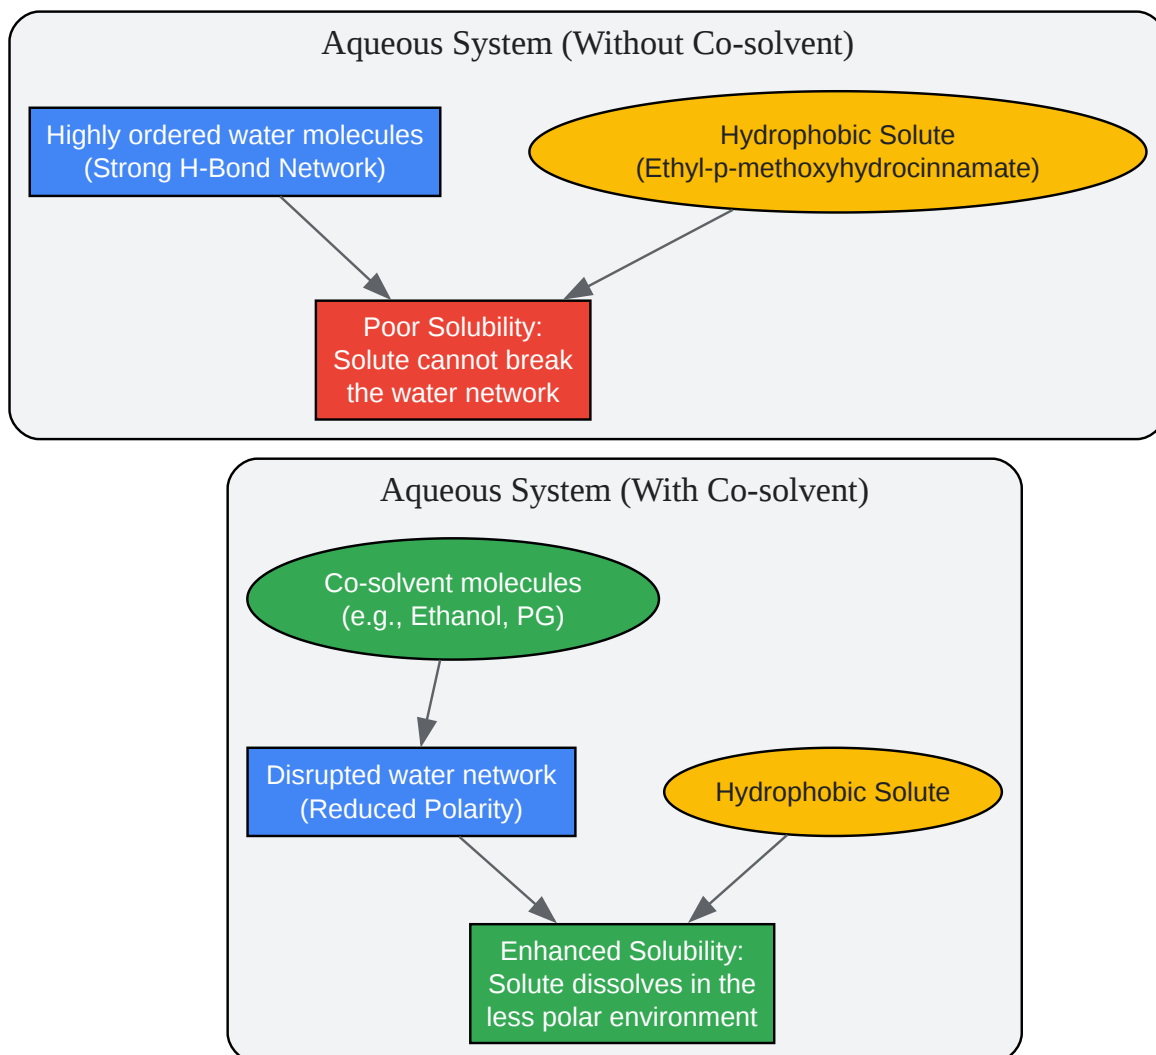 Aqueous System (Without Co-solvent)
Highly ordered water molecules
(Strong H-Bond Network)
Hydrophobic Solute
(Ethyl-p-methoxyhydrocinnamate)
Poor Solubility:
Solute cannot break
the water network
Aqueous System (With Co-solvent)
Co-solvent molecules
(e.g., Ethanol, PG)
Disrupted water network
(Reduced Polarity)
Hydrophobic Solute
Enhanced Solubility:
Solute dissolves in the
less polar environment